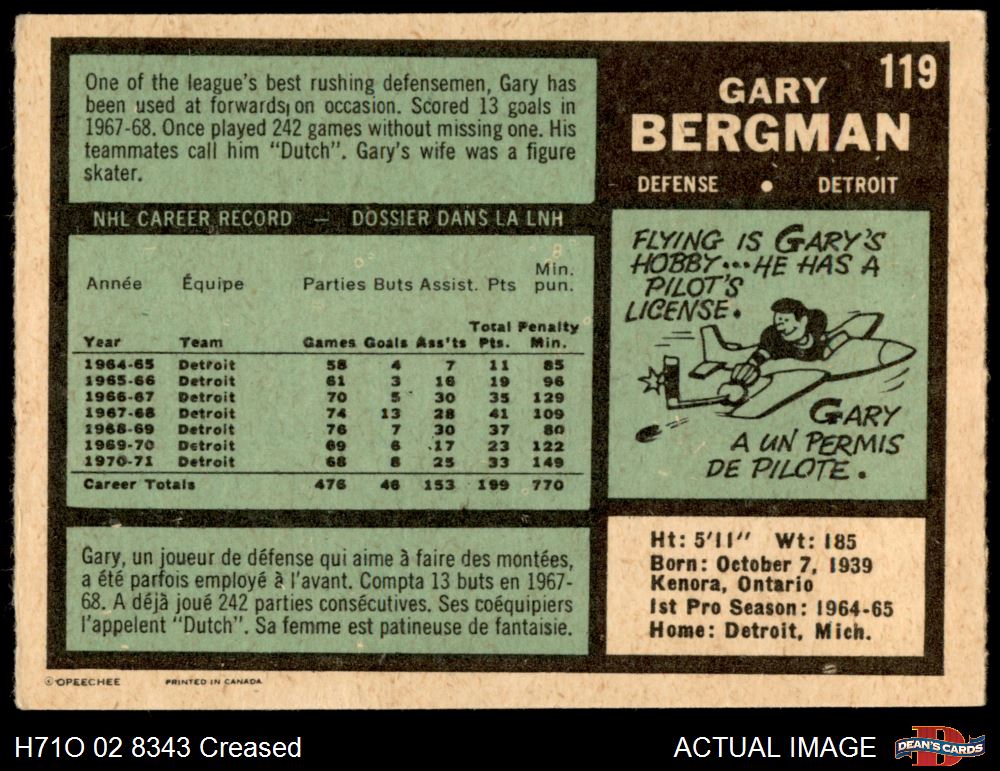 119
GARY
BERGMAN
DEFENSE • DETROIT
One of the league's best rushing defensemen, Gary has
been used at forwards on occasion. Scored 13 goals in
1967-68. Once played 242 games without missing one. His
teammates call him "Dutch". Gary's wife was a figure
skater.
NHL CAREER RECORD — DOSSIER DANS LA LNH
Année Équipe Parties Buts Assist. Pts Min. pun.
Year Team Games Goals Ass'ts Total Pts. Penalty Min.
1964-65 Detroit 58 4 7 11 85
1965-66 Detroit 61 3 16 19 96
1966-67 Detroit 70 5 30 35 129
1967-68 Detroit 74 13 28 41 109
1968-69 Detroit 76 7 30 37 80
1969-70 Detroit 69 6 17 23 122
1970-71 Detroit 68 8 25 33 149
Career Totals 476 46 153 199 770
Gary, un joueur de défense qui aime à faire des montées,
a été parfois employé à l'avant. Compta 13 buts en 1967-
68. A déjà joué 242 parties consécutives. Ses coéquipiers
l'appelent "Dutch". Sa femme est patineuse de fantaisie.
FLYING IS GARY'S
HOBBY...HE HAS A
PILOT'S
LICENSE.
GARY
A UN PERMIS
DE PILOTE.
Ht: 5'11" Wt: 185
Born: October 7, 1939
Kenora, Ontario
1st Pro Season: 1964-65
Home: Detroit, Mich.
© OPEECHEE PRINTED IN CANADA
H71O 02 8343 Creased
ACTUAL IMAGE
D
DEAN'S CARDS